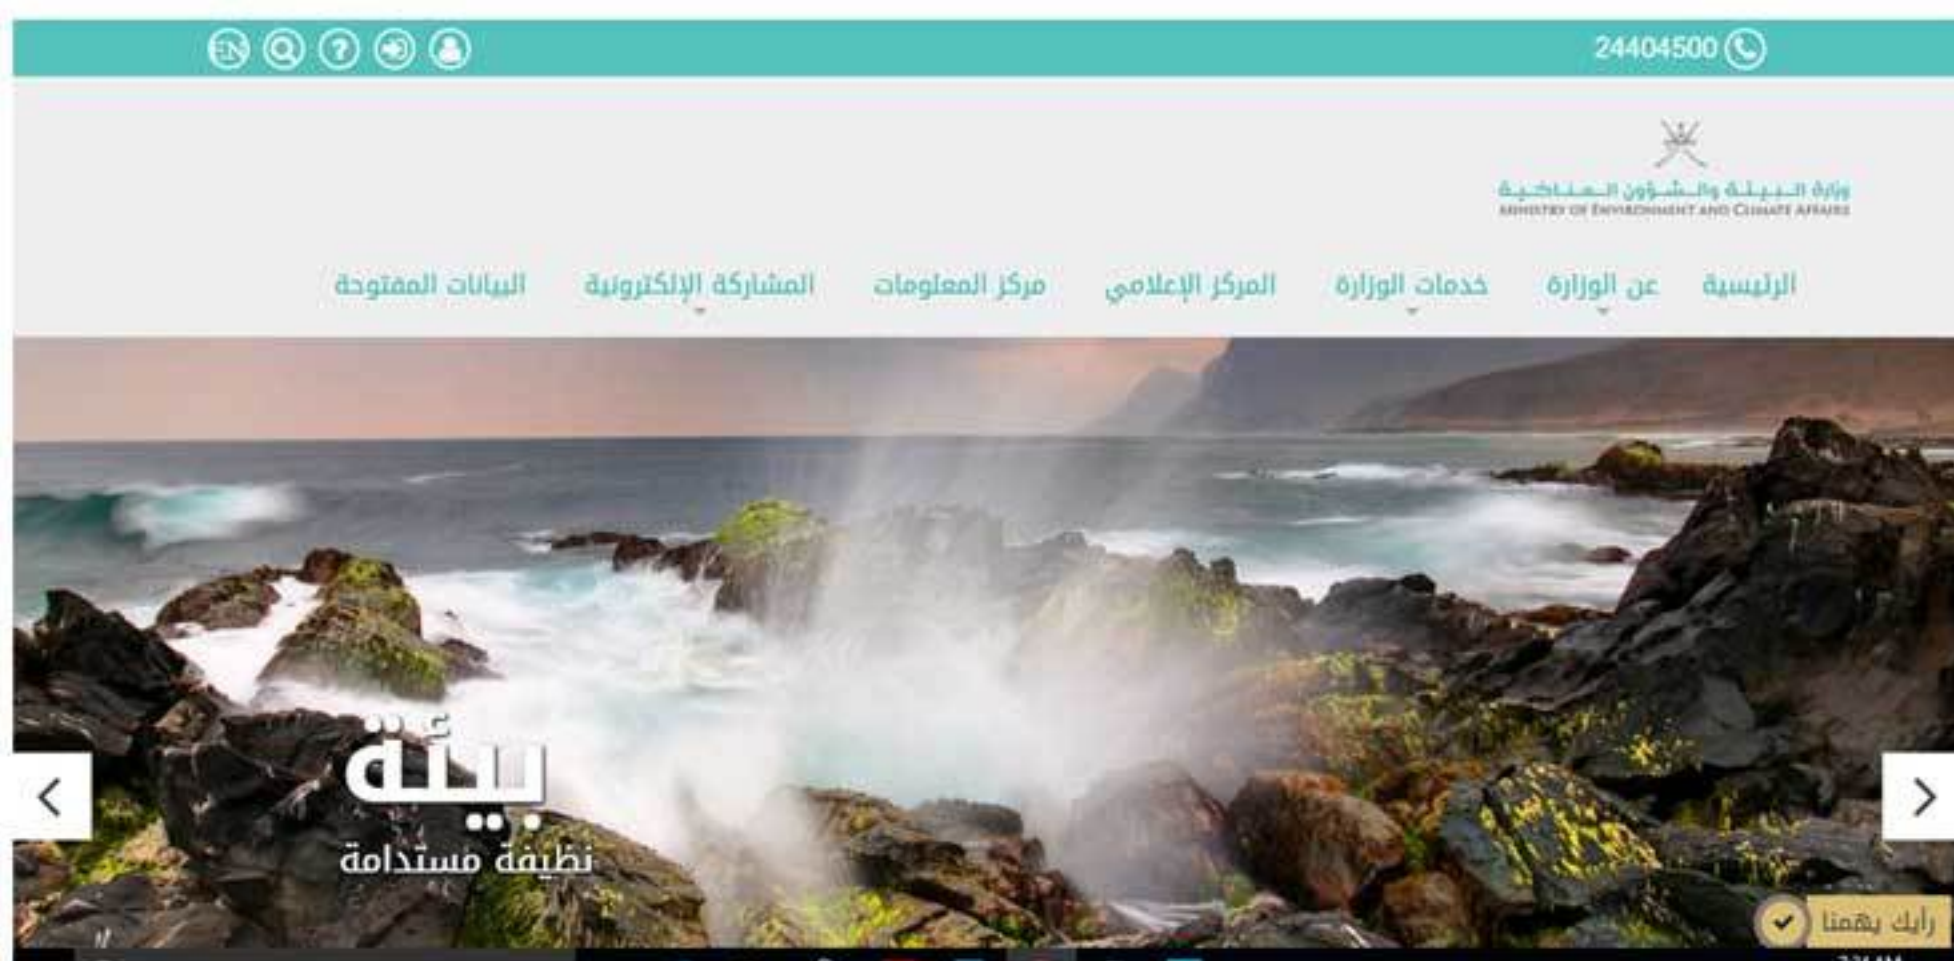 24404500
EN
وزارة البيئة والشؤون المناخية
MINISTRY OF ENVIRONMENT AND CLIMATE AFFAIRS
الرئيسية عن الوزارة خدمات الوزارة المركز الإعلامي مركز المعلومات المشاركة الإلكترونية البيانات المفتوحة
بيئة
نظيفة مستدامة
رأيك يهمنا